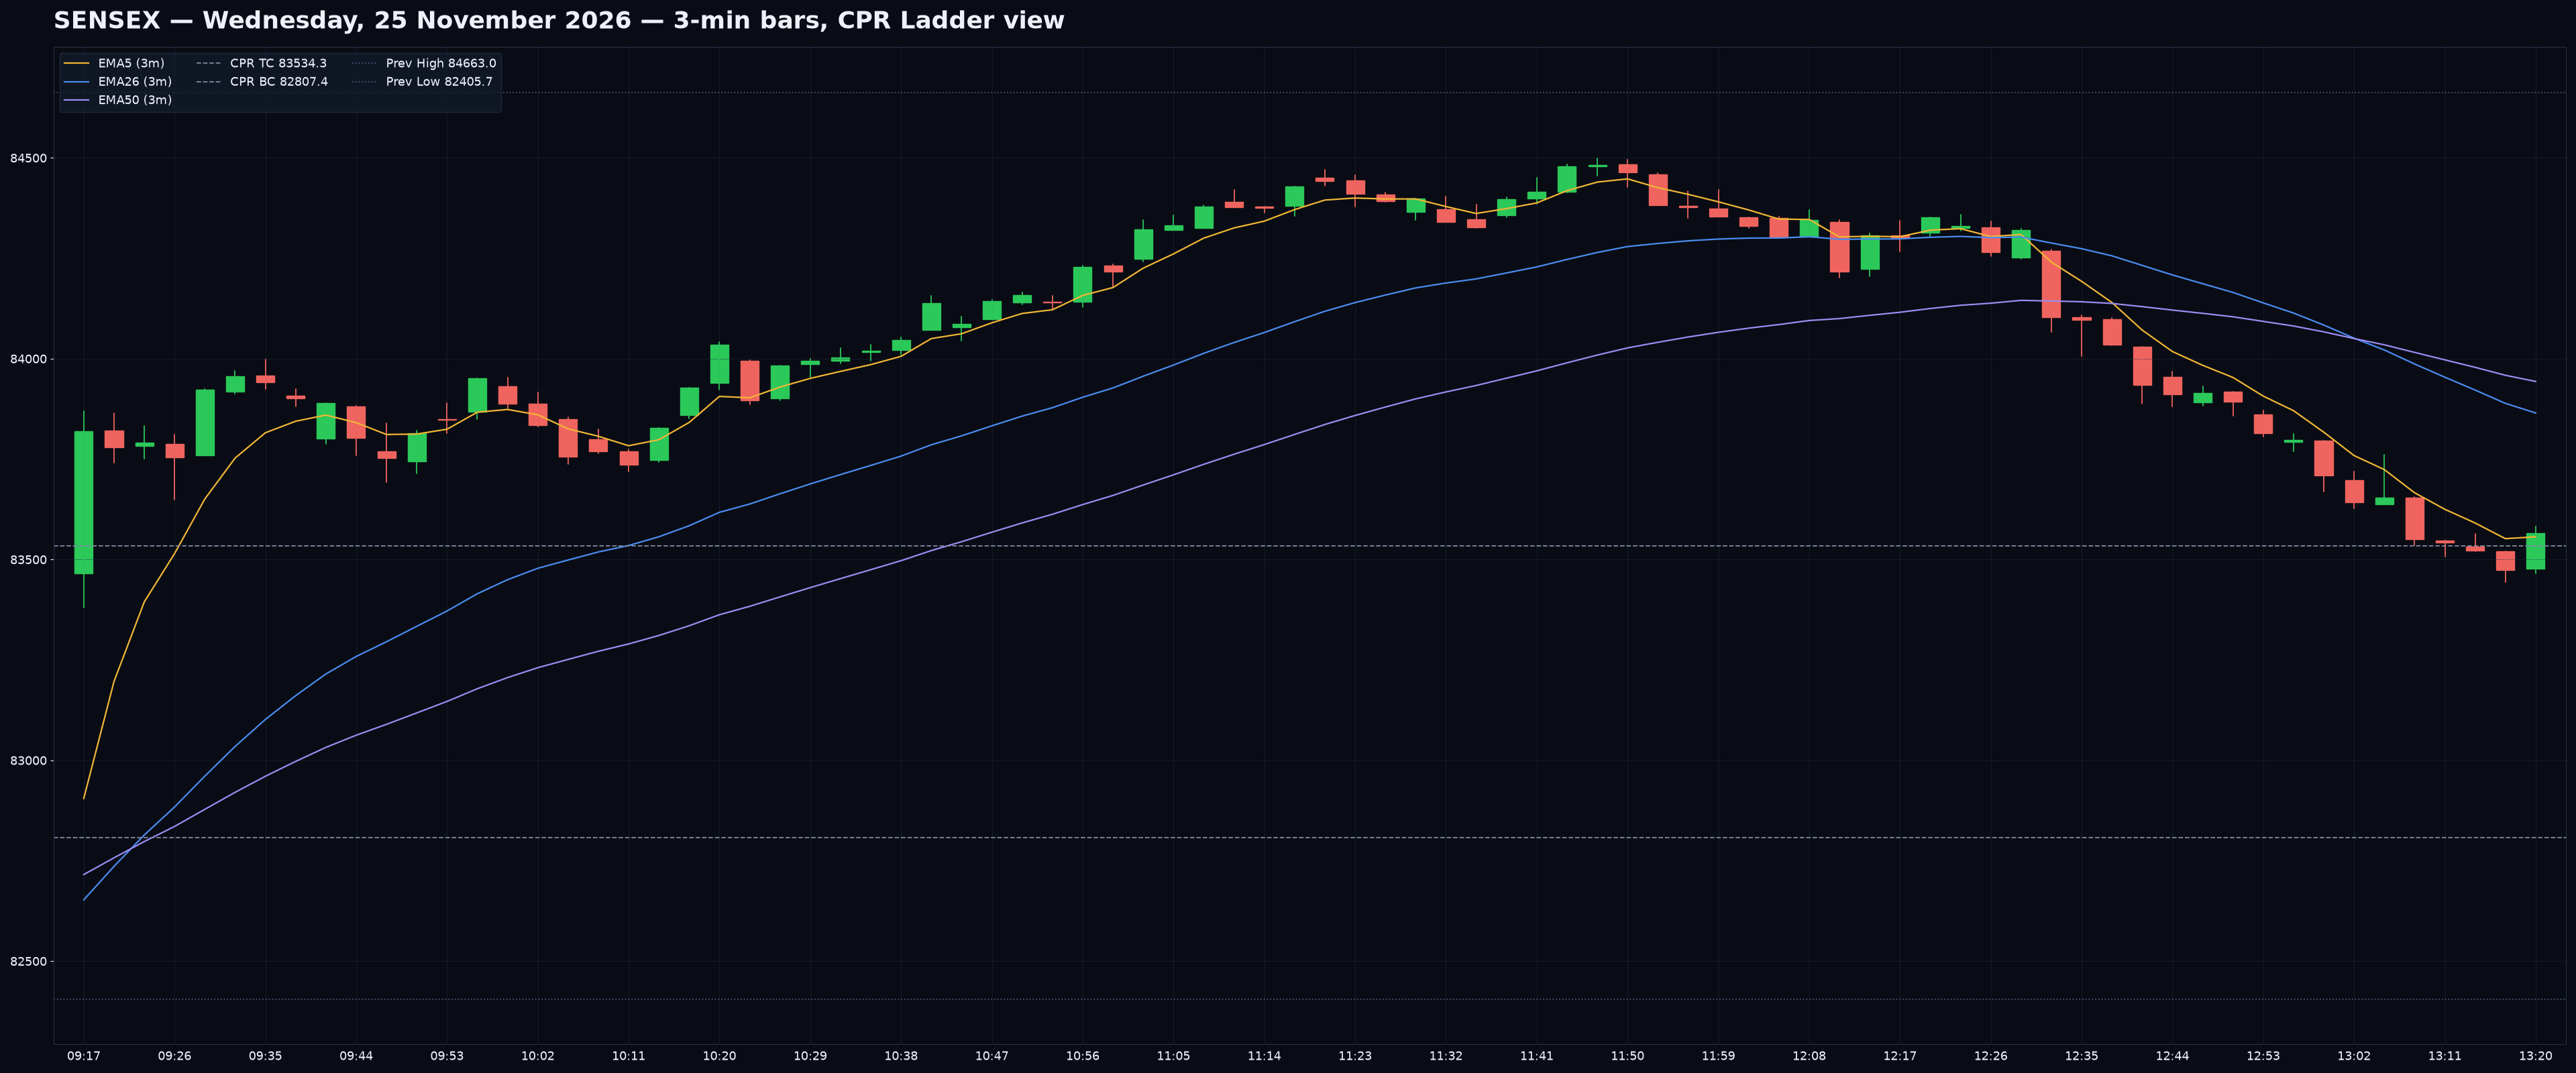 SENSEX — Wednesday, 25 November 2026 — 3-min bars, CPR Ladder view
EMA5 (3m)
EMA26 (3m)
EMA50 (3m)
CPR TC 83534.3
CPR BC 82807.4
Prev High 84663.0
Prev Low 82405.7
84500
84000
83500
83000
82500
09:17 09:26 09:35 09:44 09:53 10:02 10:11 10:20 10:29 10:38 10:47 10:56 11:05 11:14 11:23 11:32 11:41 11:50 11:59 12:08 12:17 12:26 12:35 12:44 12:53 13:02 13:11 13:20